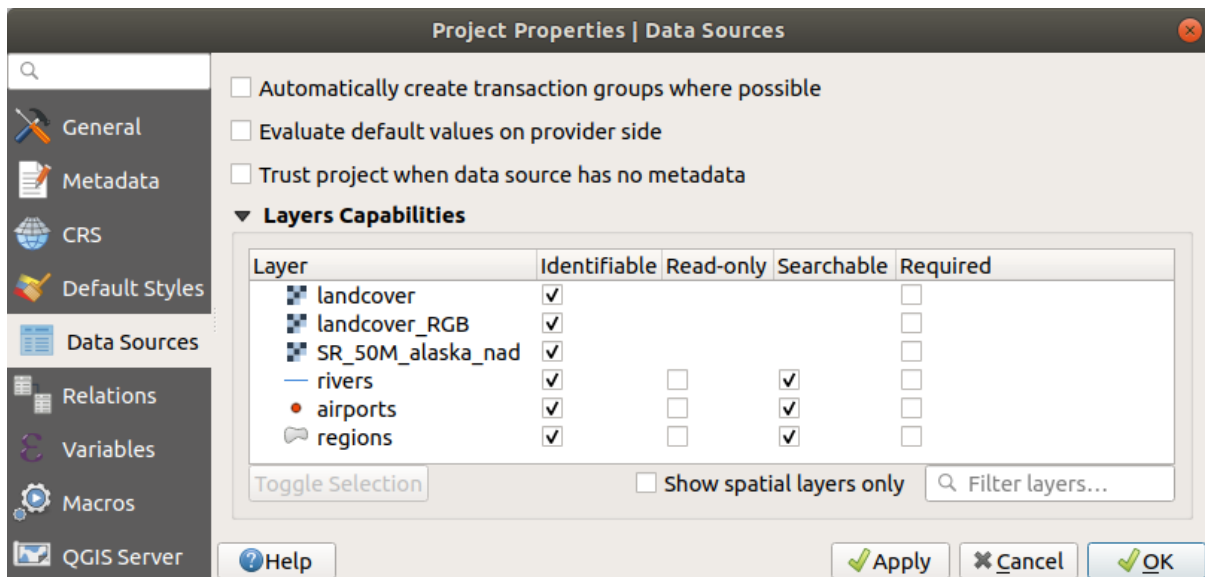 Project Properties | Data Sources
General
Metadata
CRS
Default Styles
Data Sources
Relations
Variables
Macros
QGIS Server
Automatically create transaction groups where possible
Evaluate default values on provider side
Trust project when data source has no metadata
Layers Capabilities
Layer Identifiable Read-only Searchable Required
landcover
landcover_RGB
SR_50M_alaska_nad
rivers
airports
regions
Toggle Selection
Show spatial layers only
Filter layers...
Help
Apply
Cancel
OK